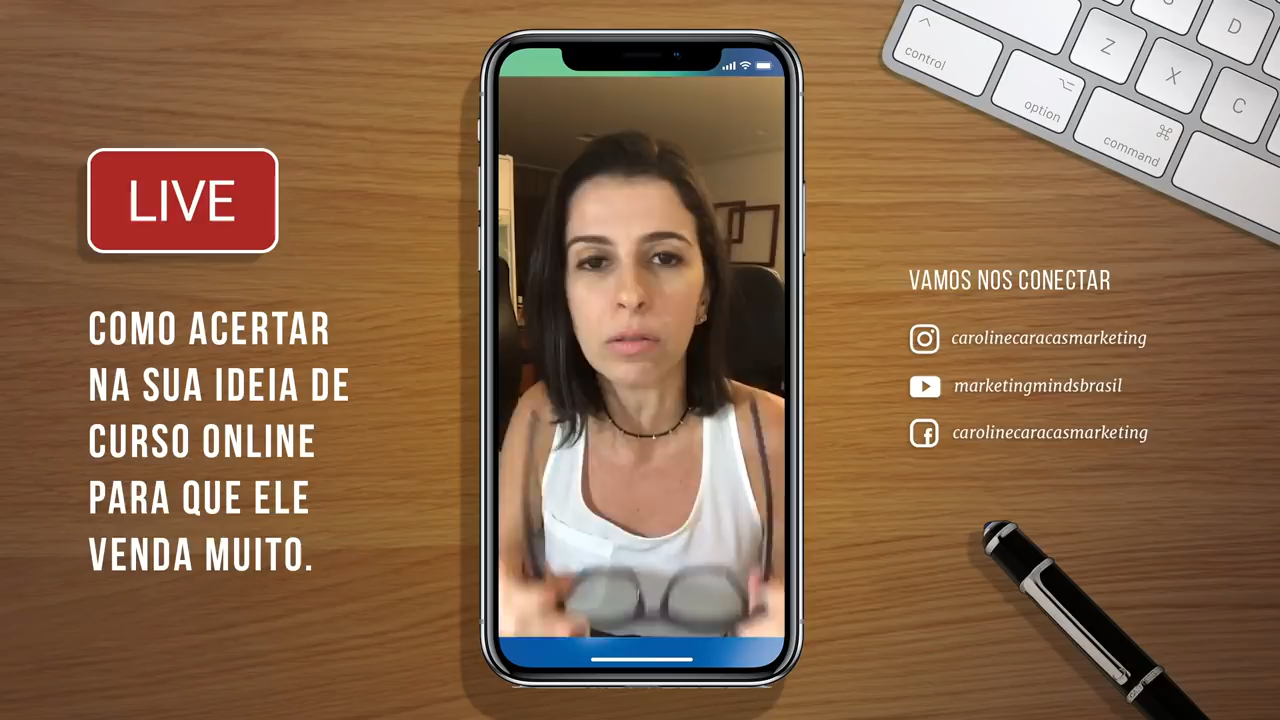 LIVE
COMO ACERTAR
NA SUA IDEIA DE
CURSO ONLINE
PARA QUE ELE
VENDA MUITO.
VAMOS NOS CONECTAR
carolinecaracasmarketing
marketingmindsbrasil
carolinecaracasmarketing
S
D
Z
X
C
control
option
command